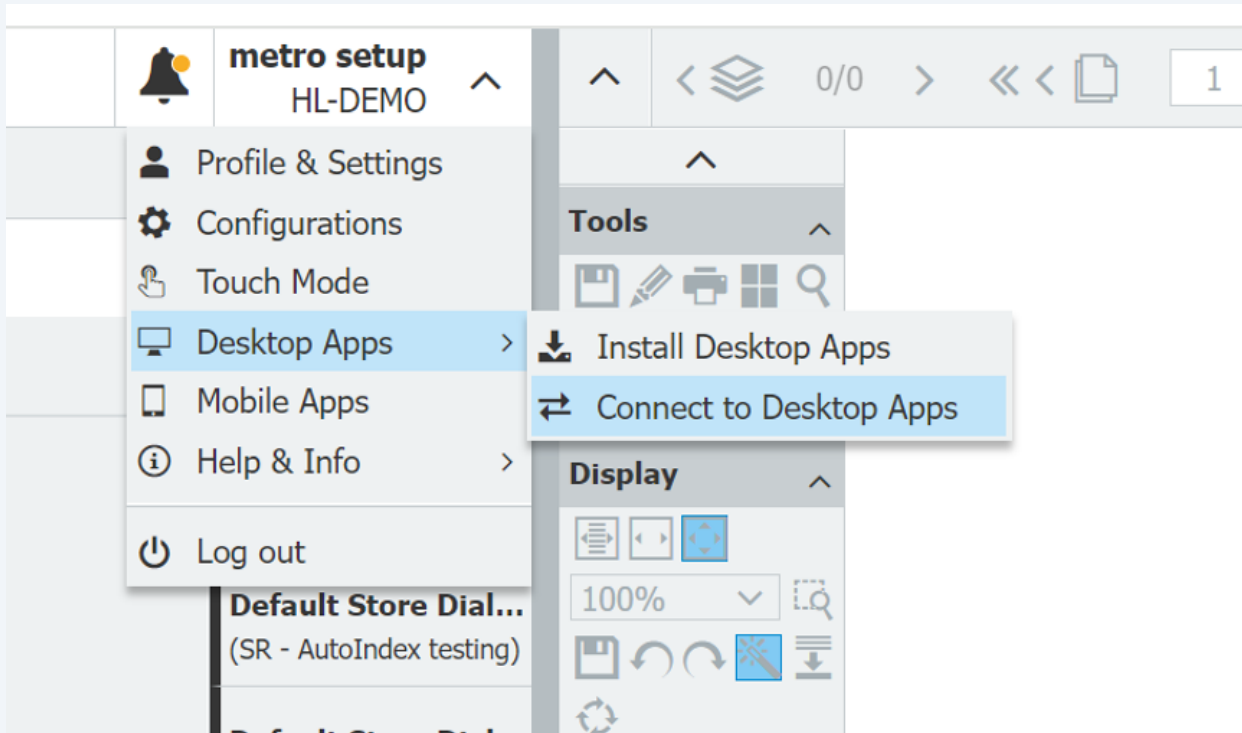 metro setup
HL-DEMO
0/0
1
Profile & Settings
Configurations
Touch Mode
Desktop Apps
Mobile Apps
Help & Info
Log out
Install Desktop Apps
Connect to Desktop Apps
Tools
Display
100%
Default Store Dial...
(SR - AutoIndex testing)